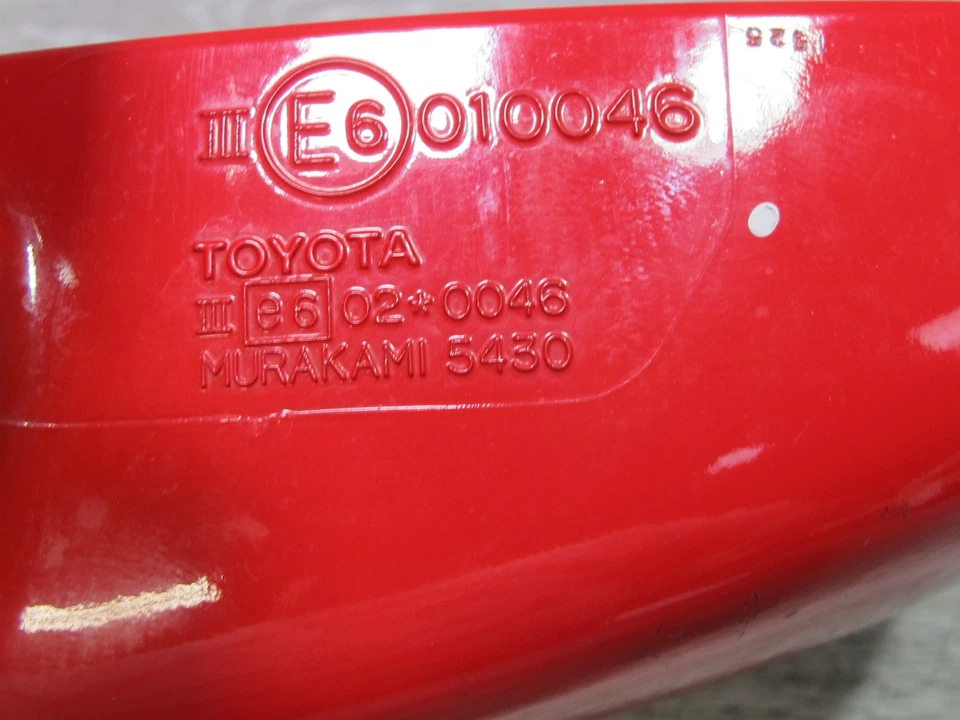 III E6 010046
TOYOTA
III e6 02*0046
MURAKAMI 5430